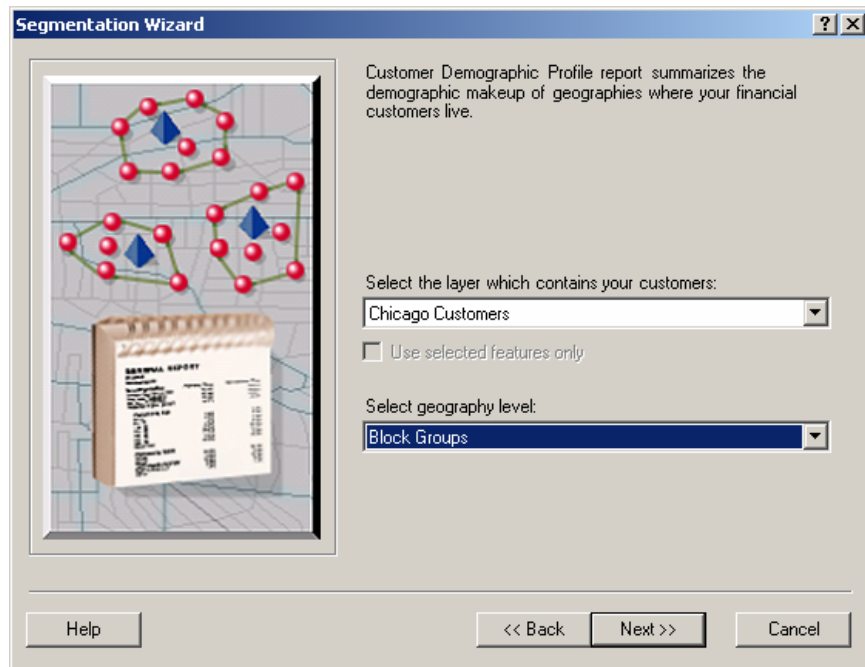 Segmentation Wizard
Customer Demographic Profile report summarizes the
demographic makeup of geographies where your financial
customers live.
Select the layer which contains your customers:
Chicago Customers
Use selected features only
Select geography level:
Block Groups
Help
<< Back
Next >>
Cancel